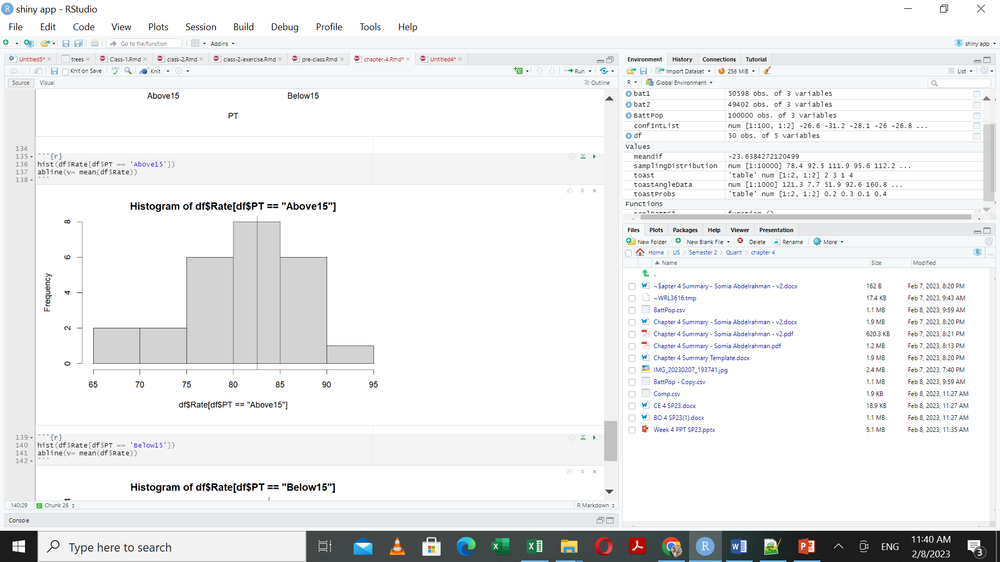 shiny app - RStudio
File Edit Code View Plots Session Build Debug Profile Tools Help
Go to file/function Addins shiny app
Untitled5* trees Class-1.Rmd class-2.Rmd class-2-exercise.Rmd pre-class.Rmd chapter-4.Rmd* Untitled4*
Knit on Save ABC Knit Run
Source Visual Outline
Above15 Below15
PT
134
135 ```{r}
136 hist(df$Rate[df$PT == 'Above15'])
137 abline(v= mean(df$Rate))
138 ```
Histogram of df$Rate[df$PT == "Above15"]
Frequency
8
6
4
2
0
65 70 75 80 85 90 95
df$Rate[df$PT == "Above15"]
139 ```{r}
140 hist(df$Rate[df$PT == 'Below15'])
141 abline(v= mean(df$Rate))
142 ```
Histogram of df$Rate[df$PT == "Below15"]
4
140:29 Chunk 26 R Markdown
Console
Environment History Connections Tutorial
Import Dataset 256 MiB List
R Global Environment
bat1 50598 obs. of 3 variables
bat2 49402 obs. of 3 variables
BattPop 100000 obs. of 3 variables
confIntList num [1:100, 1:2] -26.6 -31.2 -28.1 -26 -26.8 ...
df 50 obs. of 5 variables
Values
meandif -23.6384272120499
samplingDistribution num [1:10000] 78.4 92.5 111.9 95.6 112.2 ...
toast 'table' num [1:2, 1:2] 2 3 1 4
toastAngleData num [1:1000] 121.3 7.7 51.9 92.6 160.8 ...
toastProbs 'table' num [1:2, 1:2] 0.2 0.3 0.1 0.4
Functions
function ()
Files Plots Packages Help Viewer Presentation
New Folder New Blank File Delete Rename More
Home US Semester 2 Quant chapter 4 ...
Name Size Modified
..
~$apter 4 Summary - Somia Abdelrahman - v2.docx 162 B Feb 7, 2023, 8:20 PM
~WRL3616.tmp 17.4 KB Feb 7, 2023, 9:43 AM
BattPop.csv 1.1 MB Feb 8, 2023, 9:59 AM
Chapter 4 Summary - Somia Abdelrahman - v2.docx 1.9 MB Feb 7, 2023, 8:20 PM
Chapter 4 Summary - Somia Abdelrahman - v2.pdf 620.3 KB Feb 7, 2023, 8:21 PM
Chapter 4 Summary - Somia Abdelrahman.pdf 1.2 MB Feb 7, 2023, 8:13 PM
Chapter 4 Summary Template.docx 1.9 MB Feb 7, 2023, 8:20 PM
IMG_20230207_193741.jpg 2.4 MB Feb 7, 2023, 7:40 PM
BattPop - Copy.csv 1.1 MB Feb 8, 2023, 9:59 AM
Comp.csv 1.9 KB Feb 8, 2023, 11:27 AM
CE 4 SP23.docx 18.9 KB Feb 8, 2023, 11:27 AM
BO 4 SP23(1).docx 1.1 MB Feb 8, 2023, 11:27 AM
Week 4 PPT SP23.pptx 5.1 MB Feb 8, 2023, 11:35 AM
Type here to search
ENG
11:40 AM
2/8/2023
3